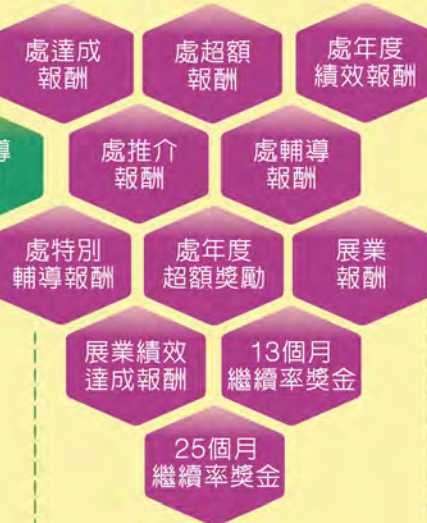 處達成
報酬
處超額
報酬
處年度
績效報酬
導
處推介
報酬
處輔導
報酬
處特別
輔導報酬
處年度
超額獎勵
展業
報酬
展業績效
達成報酬
13個月
繼續率獎金
25個月
繼續率獎金